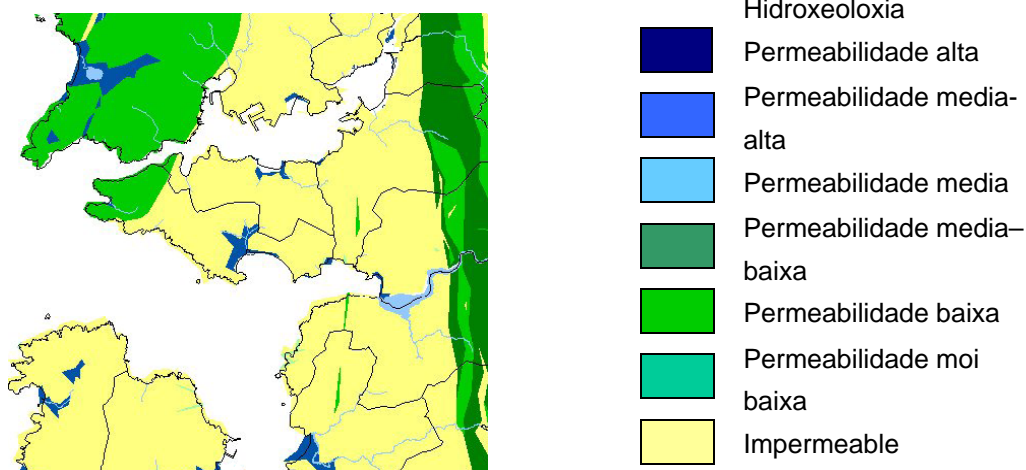 Hidroxeoloxia
Permeabilidade alta
Permeabilidade media-
alta
Permeabilidade media
Permeabilidade media–
baixa
Permeabilidade baixa
Permeabilidade moi
baixa
Impermeable